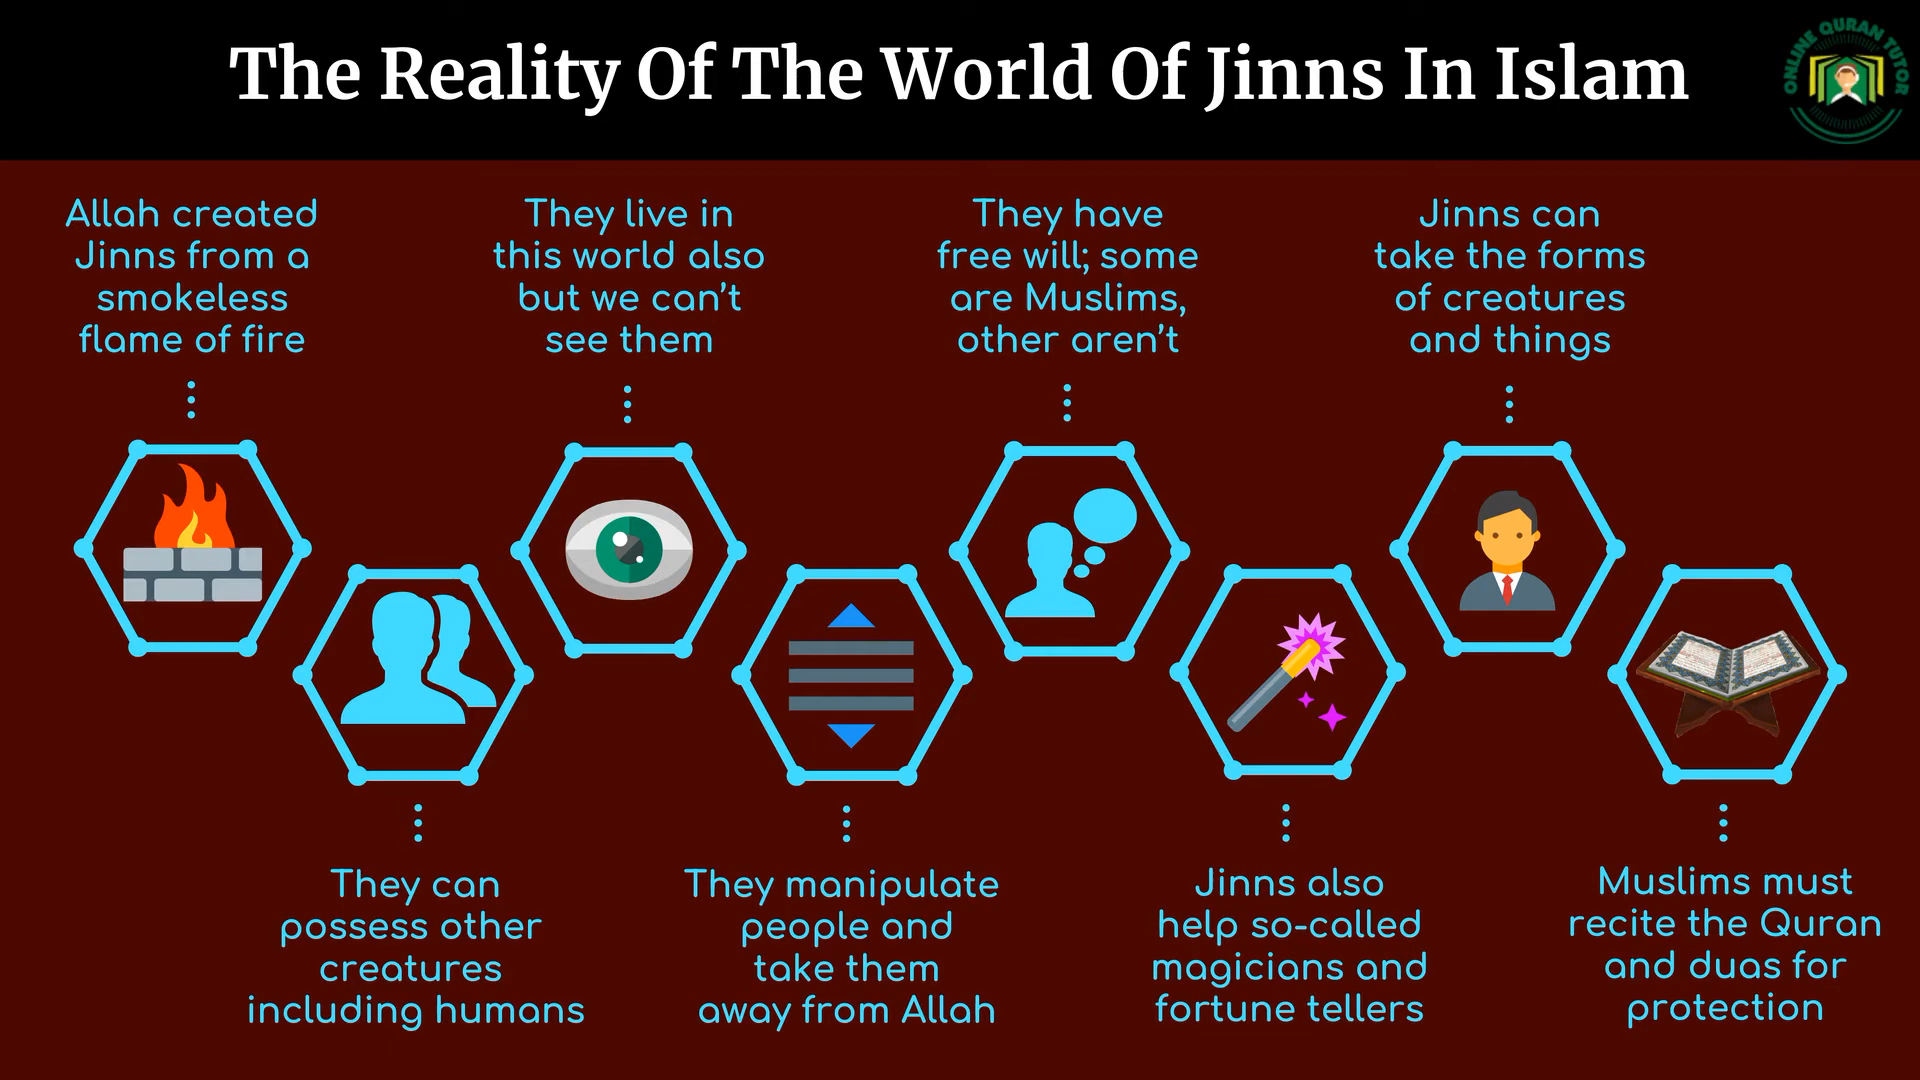 The Reality Of The World Of Jinns In Islam
ONLINE QURAN TUTOR
Allah created
Jinns from a
smokeless
flame of fire
They can
possess other
creatures
including humans
They live in
this world also
but we can't
see them
They manipulate
people and
take them
away from Allah
They have
free will; some
are Muslims,
other aren't
Jinns also
help so-called
magicians and
fortune tellers
Jinns can
take the forms
of creatures
and things
Muslims must
recite the Quran
and duas for
protection